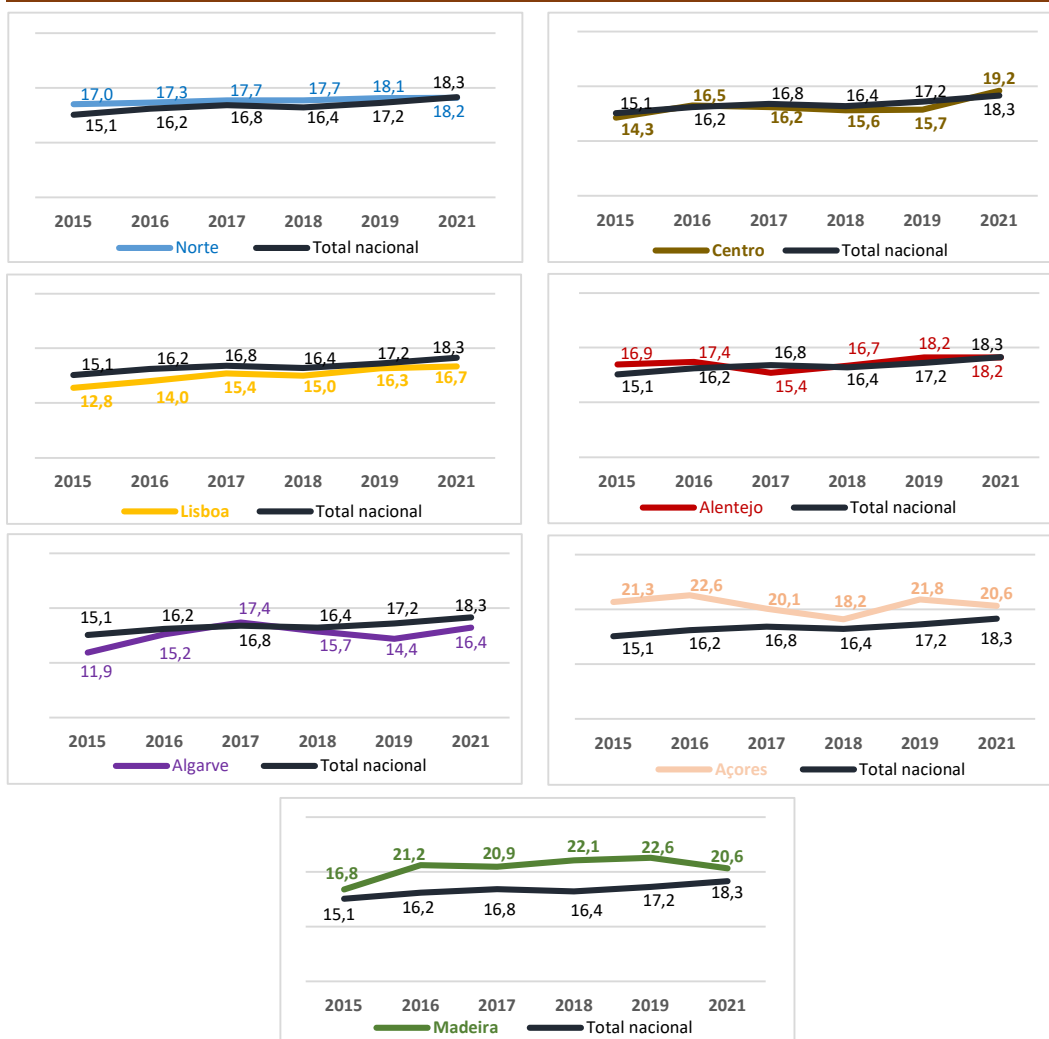 17,0 17,3 17,7 17,7 18,1 18,3
15,1 16,2 16,8 16,4 17,2 18,2
2015 2016 2017 2018 2019 2021
Norte Total nacional
15,1 16,5 16,8 16,4 17,2 19,2
14,3 16,2 16,2 15,6 15,7 18,3
2015 2016 2017 2018 2019 2021
Centro Total nacional
15,1 16,2 16,8 16,4 17,2 18,3
12,8 14,0 15,4 15,0 16,3 16,7
2015 2016 2017 2018 2019 2021
Lisboa Total nacional
16,9 17,4 16,8 16,7 18,2 18,3
15,1 16,2 15,4 16,4 17,2 18,2
2015 2016 2017 2018 2019 2021
Alentejo Total nacional
15,1 16,2 17,4 16,4 17,2 18,3
11,9 15,2 16,8 15,7 14,4 16,4
2015 2016 2017 2018 2019 2021
Algarve Total nacional
21,3 22,6 20,1 18,2 21,8 20,6
15,1 16,2 16,8 16,4 17,2 18,3
2015 2016 2017 2018 2019 2021
Açores Total nacional
16,8 21,2 20,9 22,1 22,6 20,6
15,1 16,2 16,8 16,4 17,2 18,3
2015 2016 2017 2018 2019 2021
Madeira Total nacional